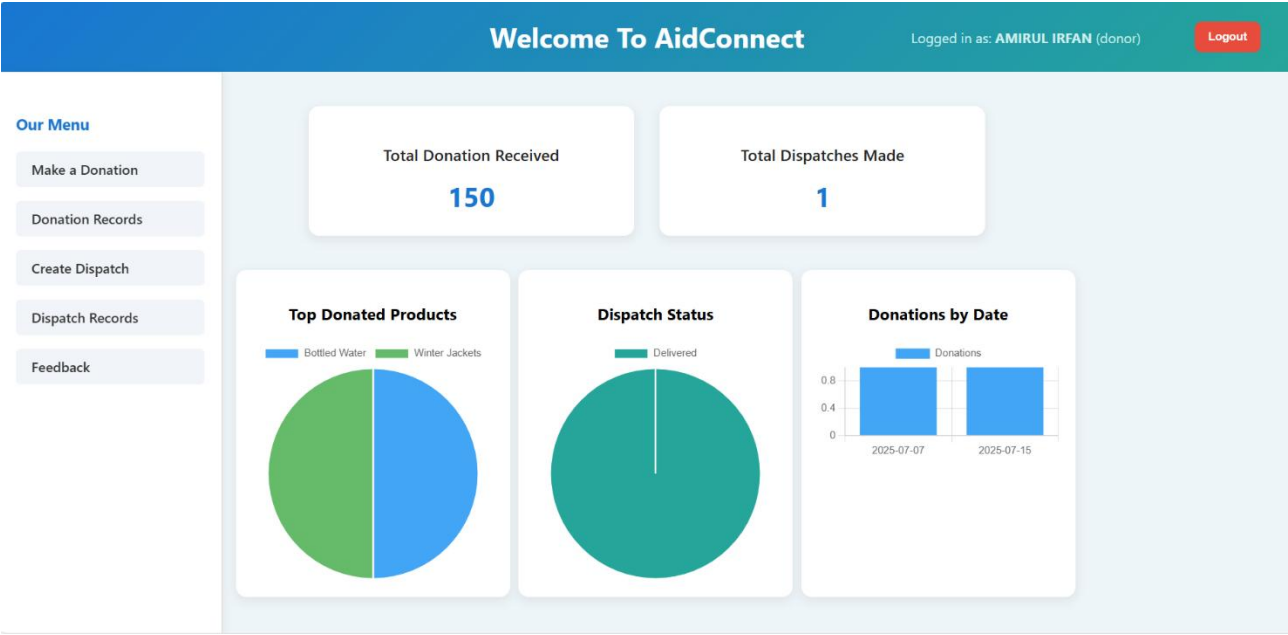 Welcome To AidConnect
Logged in as: AMIRUL IRFAN (donor)
Logout
Our Menu
Make a Donation
Donation Records
Create Dispatch
Dispatch Records
Feedback
Total Donation Received
150
Total Dispatches Made
1
Top Donated Products
Bottled Water
Winter Jackets
Dispatch Status
Delivered
Donations by Date
Donations
0.8
0.4
0
2025-07-07
2025-07-15